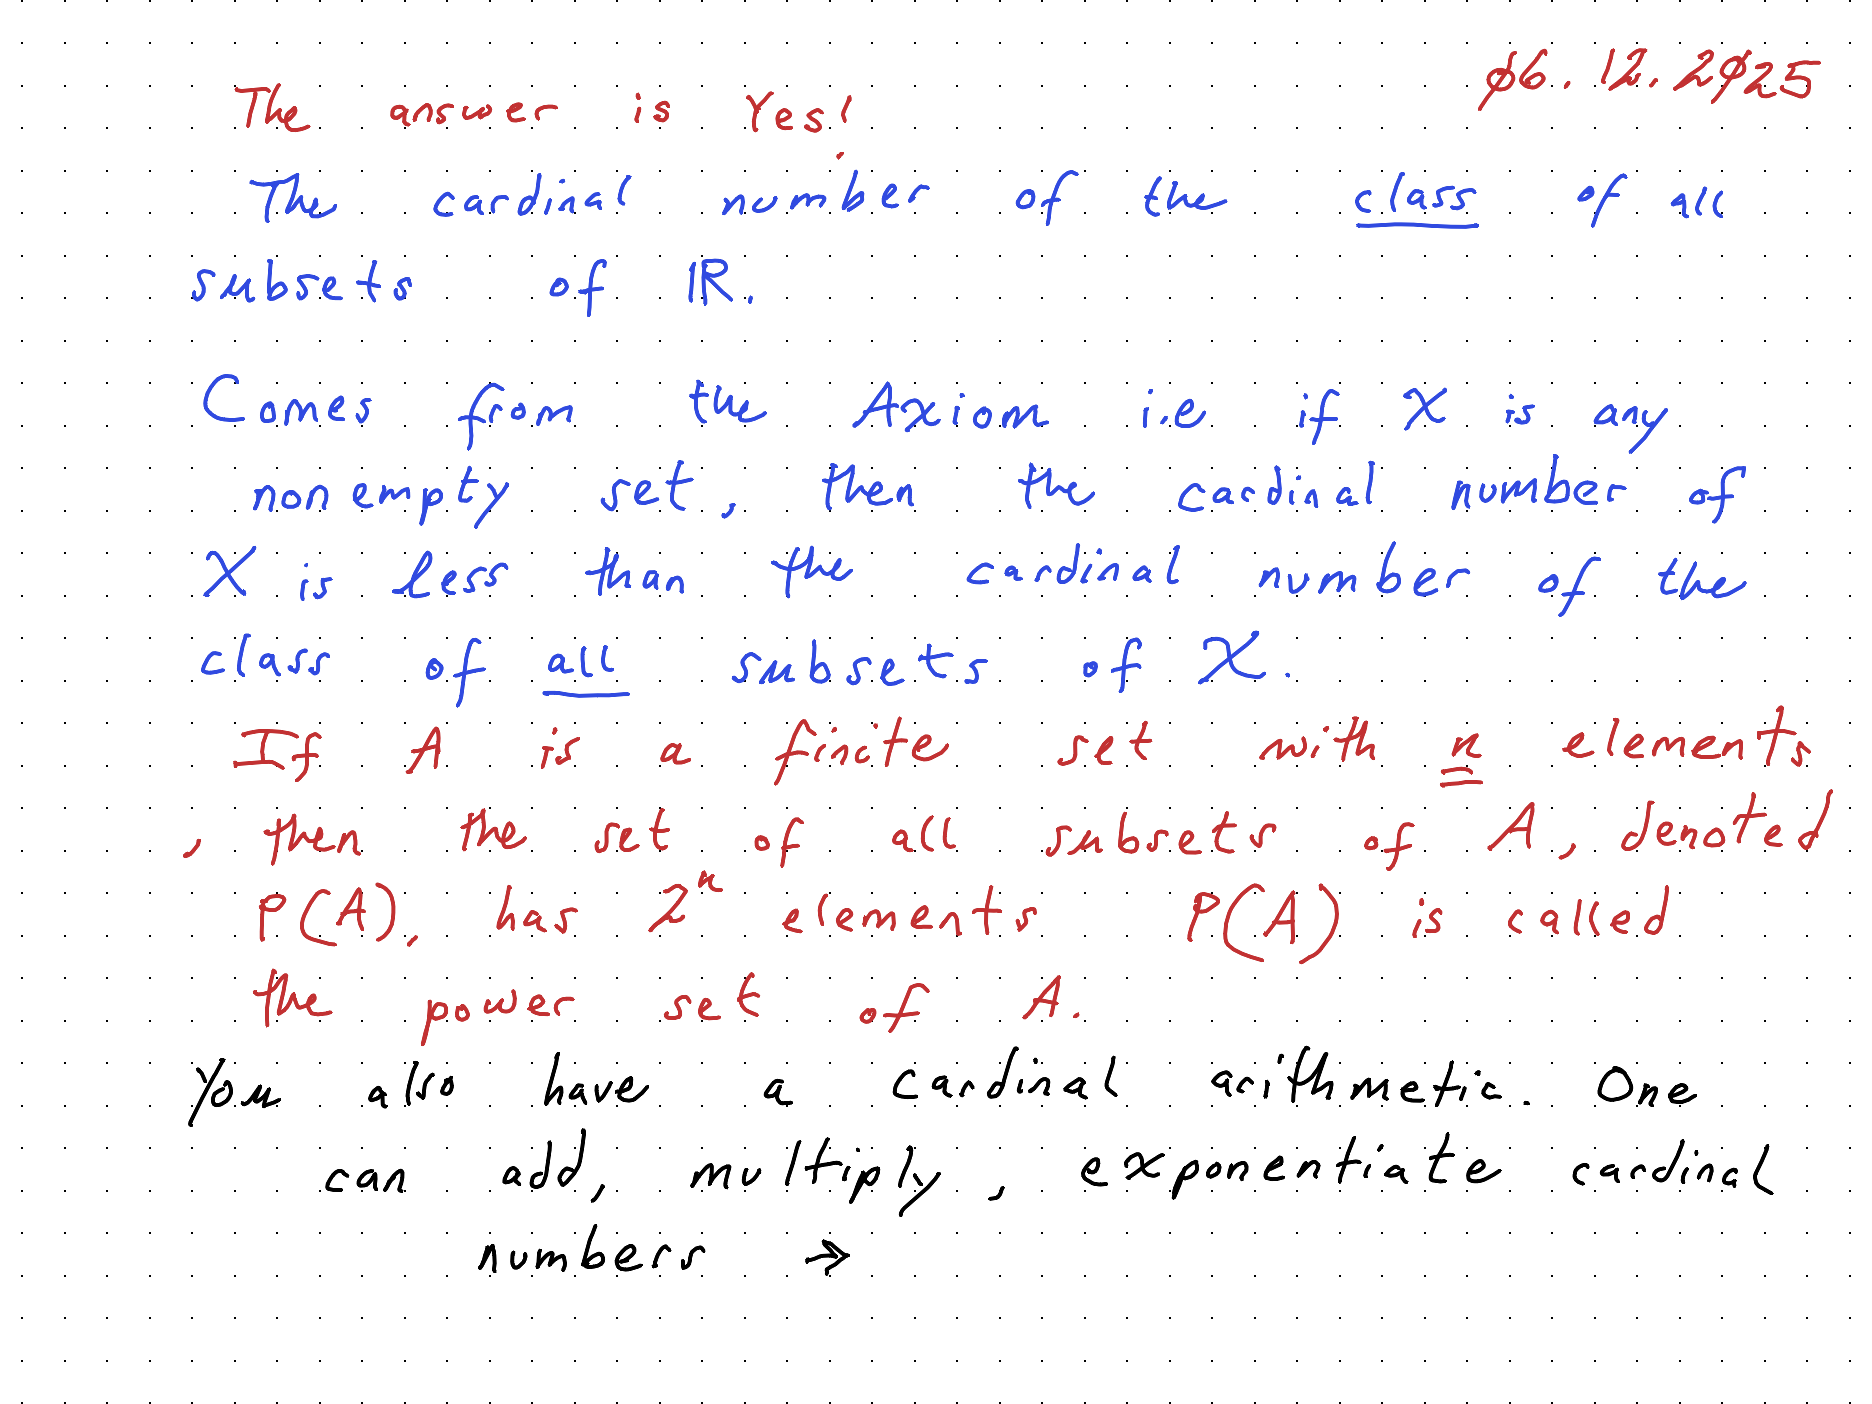 06.12.2025
The answer is Yes!
The cardinal number of the class of all
subsets of ℝ.
Comes from the Axiom i.e if X is any
nonempty set, then the cardinal number of
X is less than the cardinal number of the
class of all subsets of X.
If A is a finite set with n elements
, then the set of all subsets of A, denoted
P(A), has 2ⁿ elements P(A) is called
the power set of A.
You also have a cardinal arithmetic. One
can add, multiply, exponentiate cardinal
numbers →